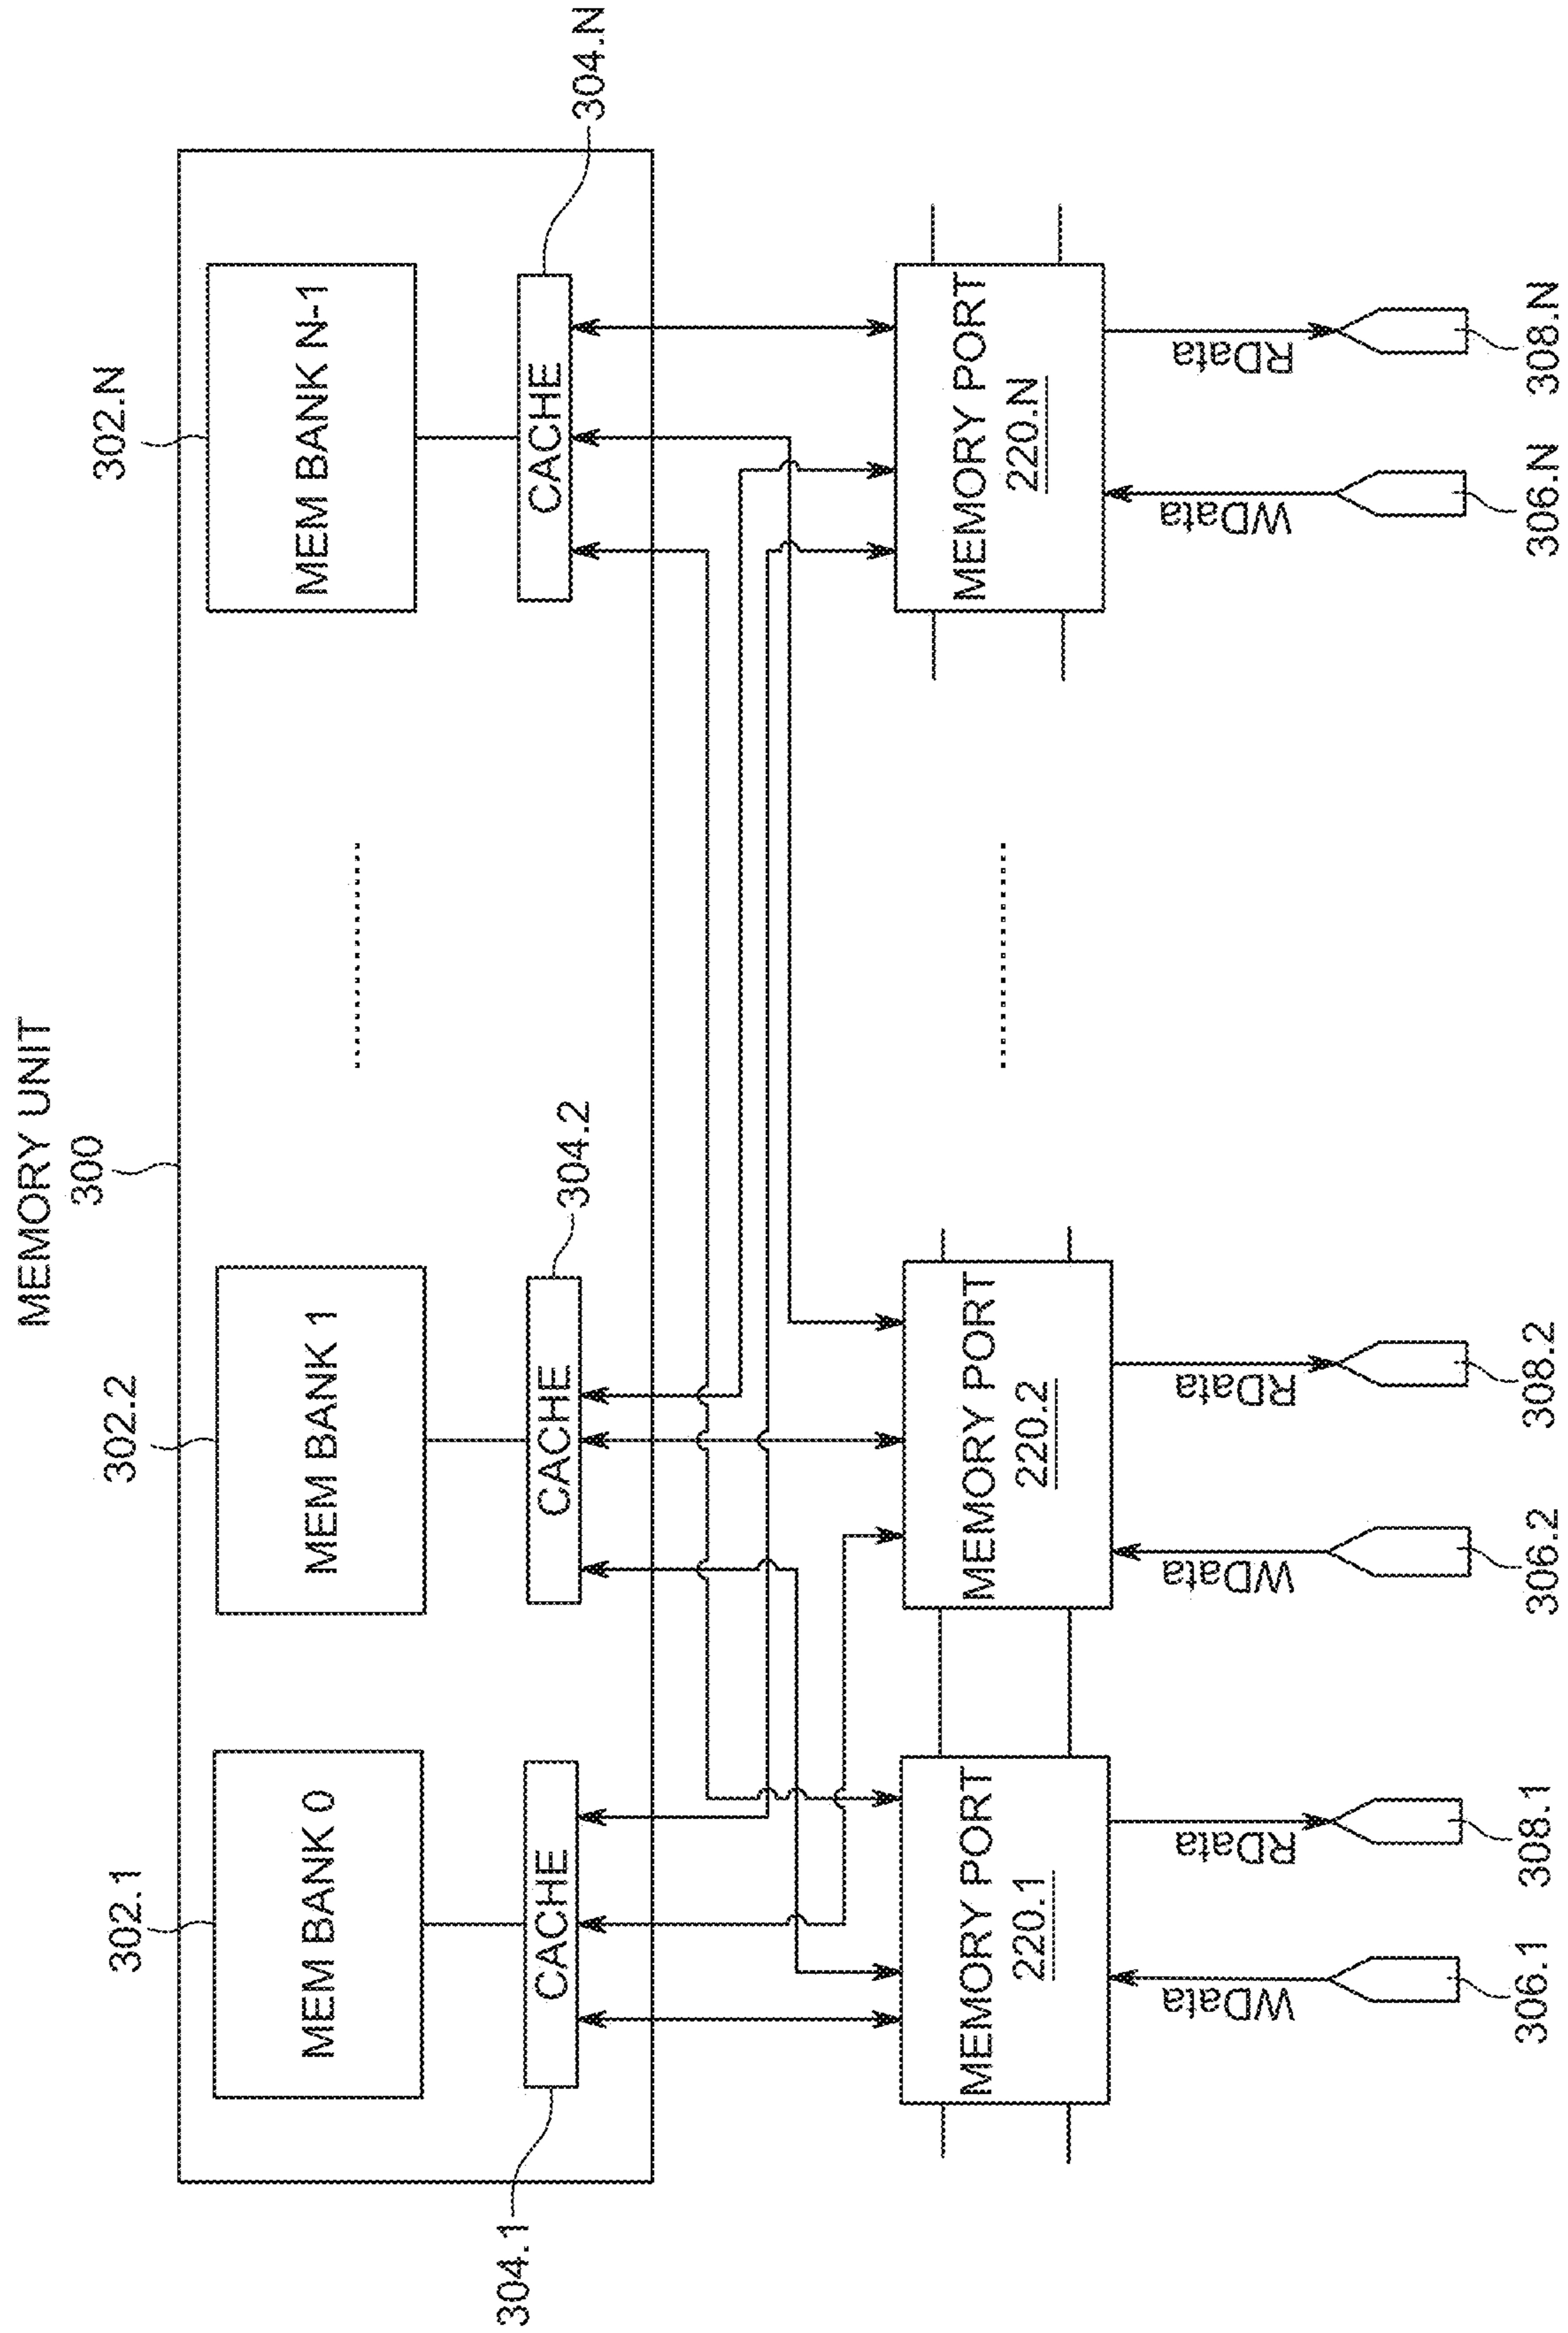 MEMORY UNIT
300
302.1
302.2
302.N
MEM BANK 0
MEM BANK 1
MEM BANK N-1
304.1
CACHE
CACHE
304.2
CACHE
304.N
MEMORY PORT
220.1
MEMORY PORT
220.2
MEMORY PORT
220.N
WData
RData
WData
RData
WData
RData
306.1
308.1
306.2
308.2
306.N
308.N